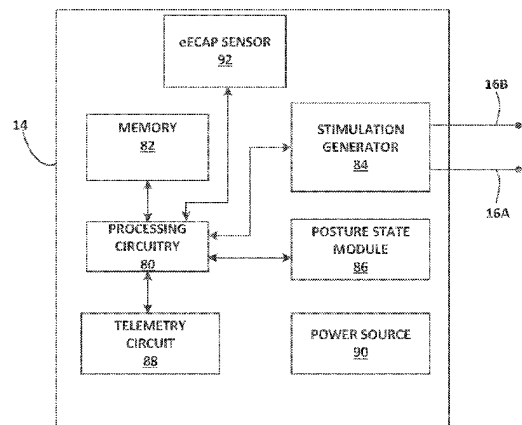 eECAP SENSOR
92
16B
14
MEMORY
82
STIMULATION
GENERATOR
84
16A
PROCESSING
CIRCUITRY
80
POSTURE STATE
MODULE
86
TELEMETRY
CIRCUIT
88
POWER SOURCE
90